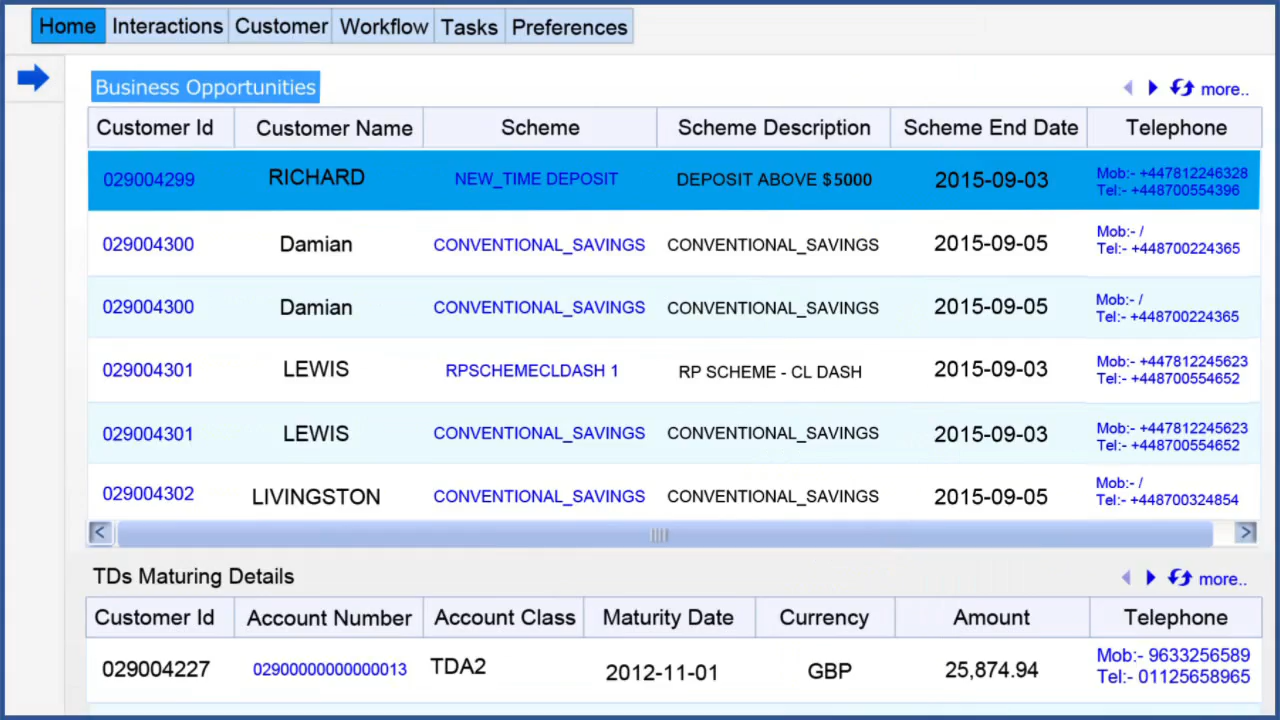 Home Interactions Customer Workflow Tasks Preferences
Business Opportunities more..
Customer Id Customer Name Scheme Scheme Description Scheme End Date Telephone
029004299 RICHARD NEW_TIME DEPOSIT DEPOSIT ABOVE $5000 2015-09-03 Mob:- +447812246328
Tel:- +448700554396
029004300 Damian CONVENTIONAL_SAVINGS CONVENTIONAL_SAVINGS 2015-09-05 Mob:- /
Tel:- +448700224365
029004300 Damian CONVENTIONAL_SAVINGS CONVENTIONAL_SAVINGS 2015-09-05 Mob:- /
Tel:- +448700224365
029004301 LEWIS RPSCHEMECLDASH 1 RP SCHEME - CL DASH 2015-09-03 Mob:- +447812245623
Tel:- +448700554652
029004301 LEWIS CONVENTIONAL_SAVINGS CONVENTIONAL_SAVINGS 2015-09-03 Mob:- +447812245623
Tel:- +448700554652
029004302 LIVINGSTON CONVENTIONAL_SAVINGS CONVENTIONAL_SAVINGS 2015-09-05 Mob:- /
Tel:- +448700324854
TDs Maturing Details more..
Customer Id Account Number Account Class Maturity Date Currency Amount Telephone
029004227 02900000000000013 TDA2 2012-11-01 GBP 25,874.94 Mob:- 9633256589
Tel:- 01125658965